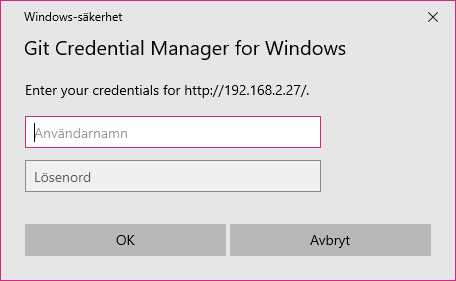 Windows-säkerhet
Git Credential Manager for Windows
Enter your credentials for http://192.168.2.27/.
Användarnamn
Lösenord
OK
Avbryt